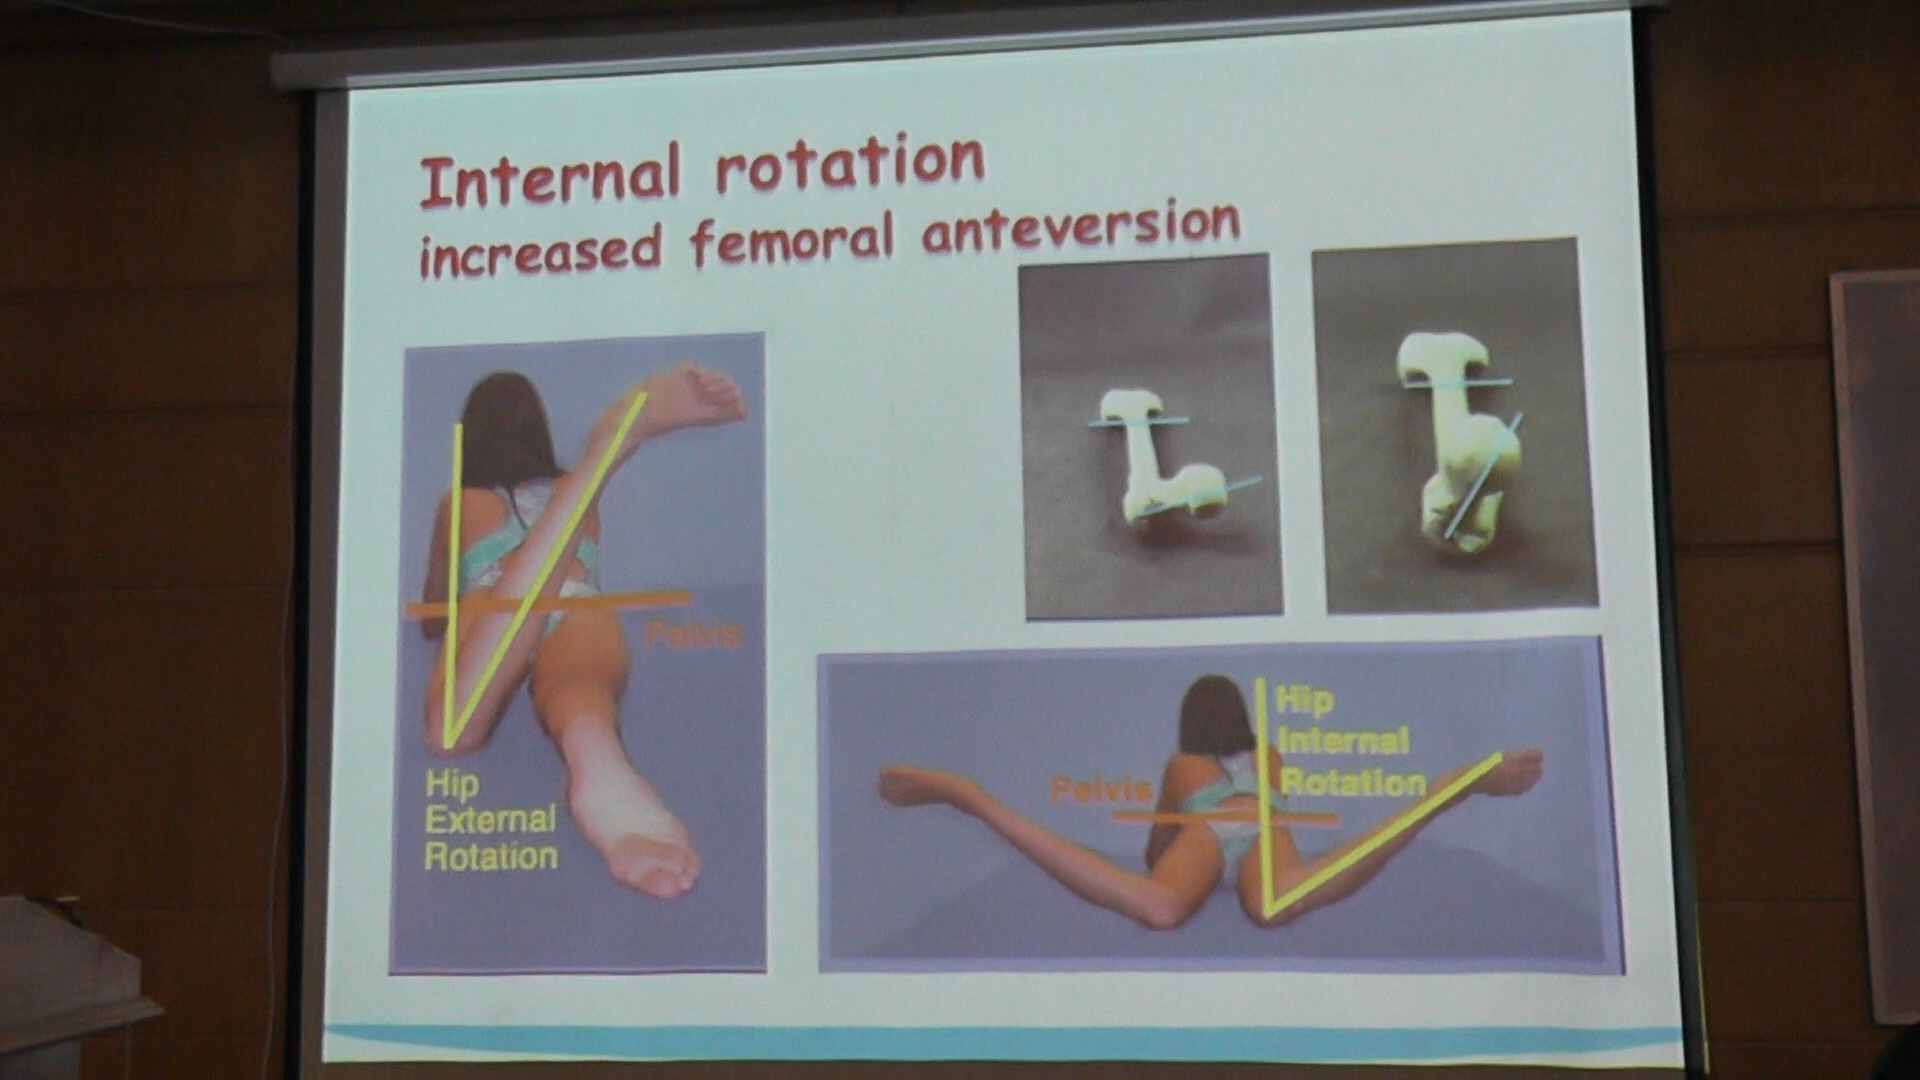 Internal rotation
increased femoral anteversion
Pelvis
Hip
External
Rotation
Pelvis
Hip
Internal
Rotation